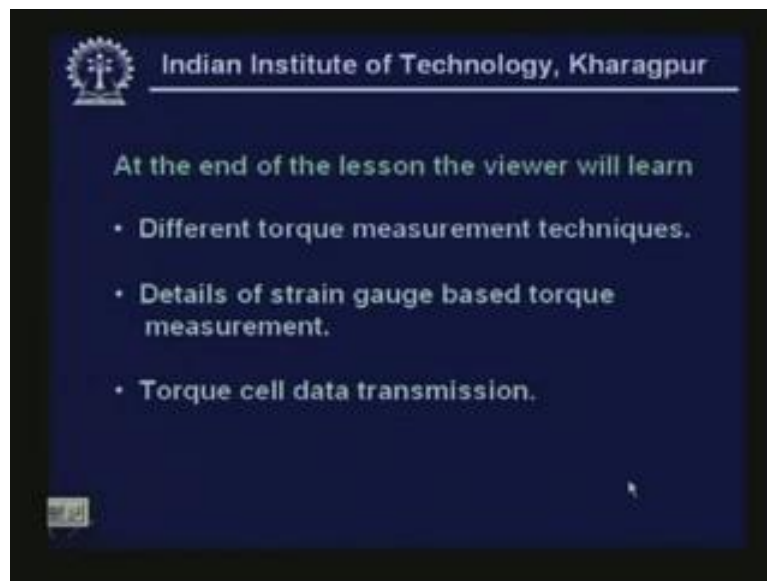 Indian Institute of Technology, Kharagpur
At the end of the lesson the viewer will learn
• Different torque measurement techniques.
• Details of strain gauge based torque
measurement.
• Torque cell data transmission.